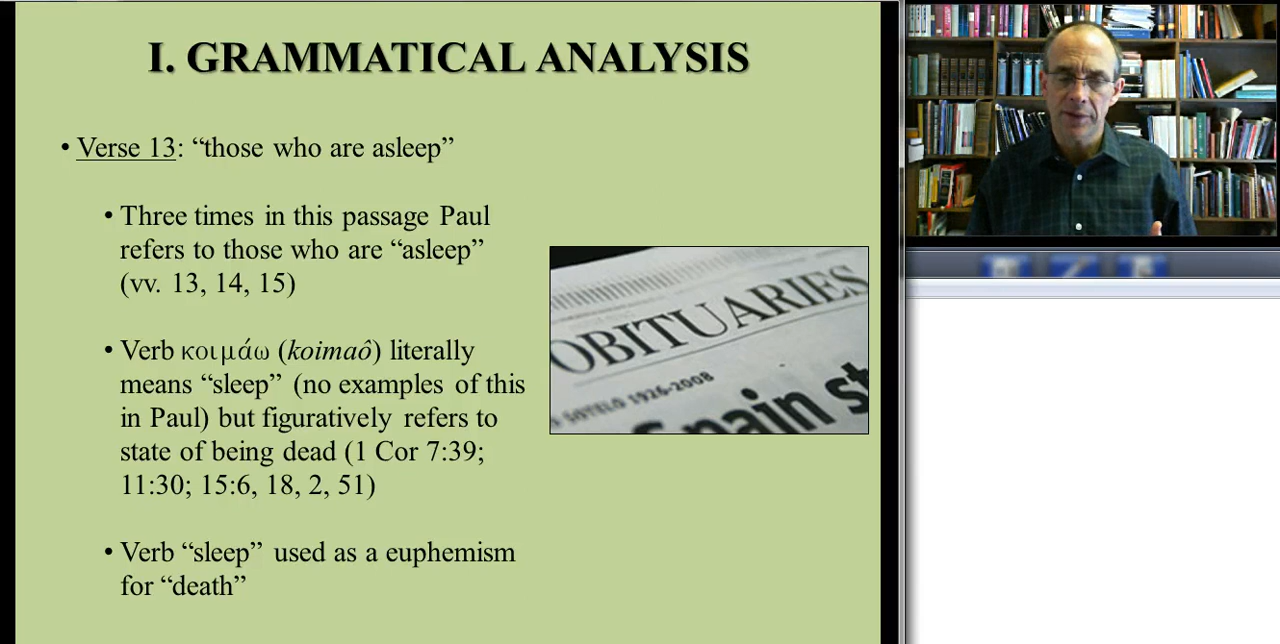 I. GRAMMATICAL ANALYSIS
• Verse 13: “those who are asleep”
• Three times in this passage Paul
refers to those who are “asleep”
(vv. 13, 14, 15)
• Verb κοιμάω (koimaô) literally
means “sleep” (no examples of this
in Paul) but figuratively refers to
state of being dead (1 Cor 7:39;
11:30; 15:6, 18, 2, 51)
• Verb “sleep” used as a euphemism
for “death”
OBITUARIES
SOTELO 1926-2008
Spain st